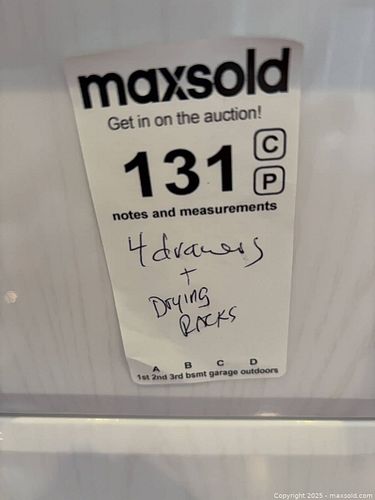 maxsold
Get in on the auction!
131 C
P
notes and measurements
4 drawers
+
Drying
RACKS
A B C D
1st 2nd 3rd bsmt garage outdoors
Copyright 2025 - maxsold.com